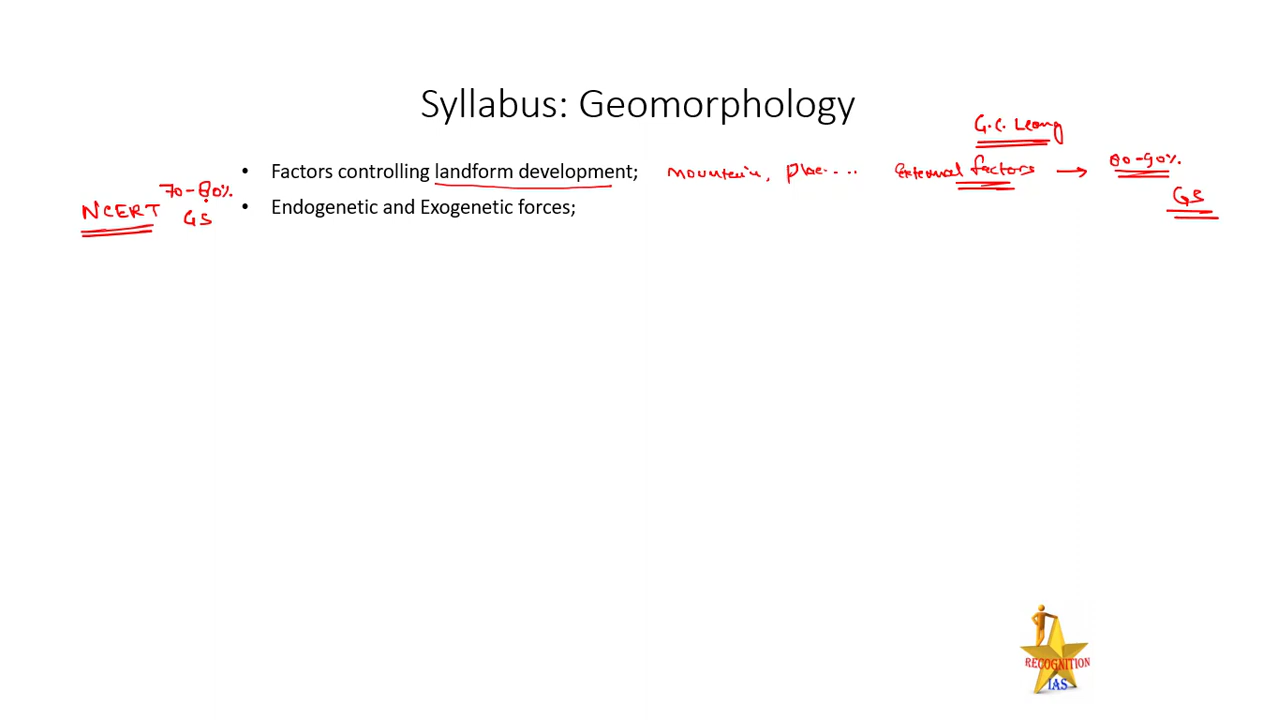 Syllabus: Geomorphology
G.C. Leong
• Factors controlling landform development; mountain, External factors → 80-90%
70-80%
GS
NCERT
• Endogenetic and Exogenetic forces;
GS
RECOGNITION
IAS